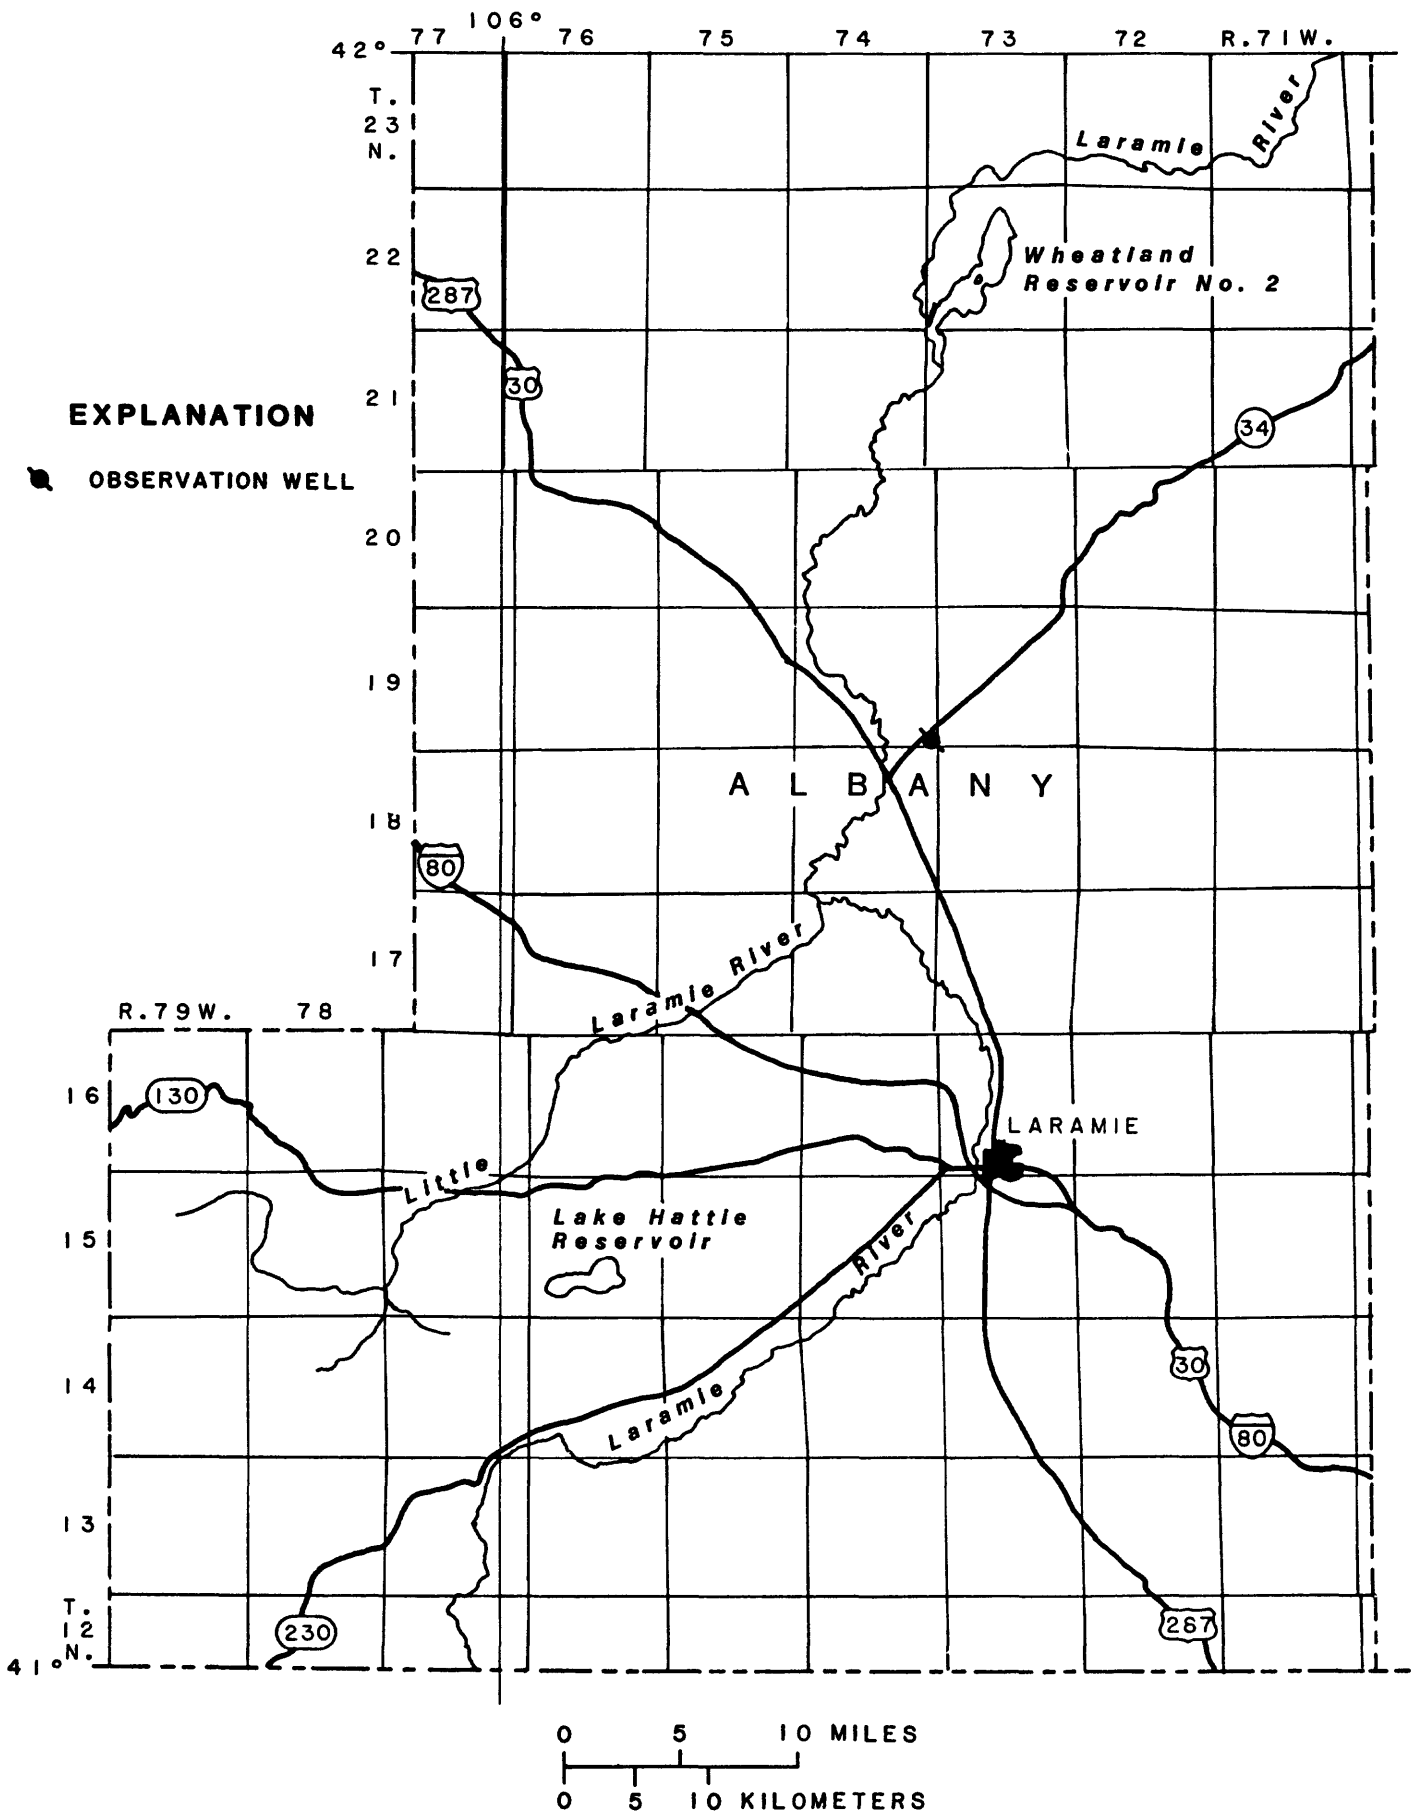 106°
77 76 75 74 73 72 R.71W.
42°
T.
23
N.
Laramie River
22
Wheatland
Reservoir No. 2
287
30
21
34
EXPLANATION
OBSERVATION WELL
20
19
ALBANY
18
80
17
Laramie River
R.79W. 78
16
130
LARAMIE
Little
15
Lake Hattie
Reservoir
River
14
30
Laramie
80
13
T.
12
N.
230
287
41°
0 5 10 MILES
0 5 10 KILOMETERS